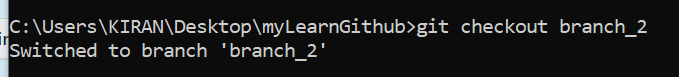 C:\Users\KIRAN\Desktop\myLearnGithub>git checkout branch_2
Switched to branch 'branch_2'